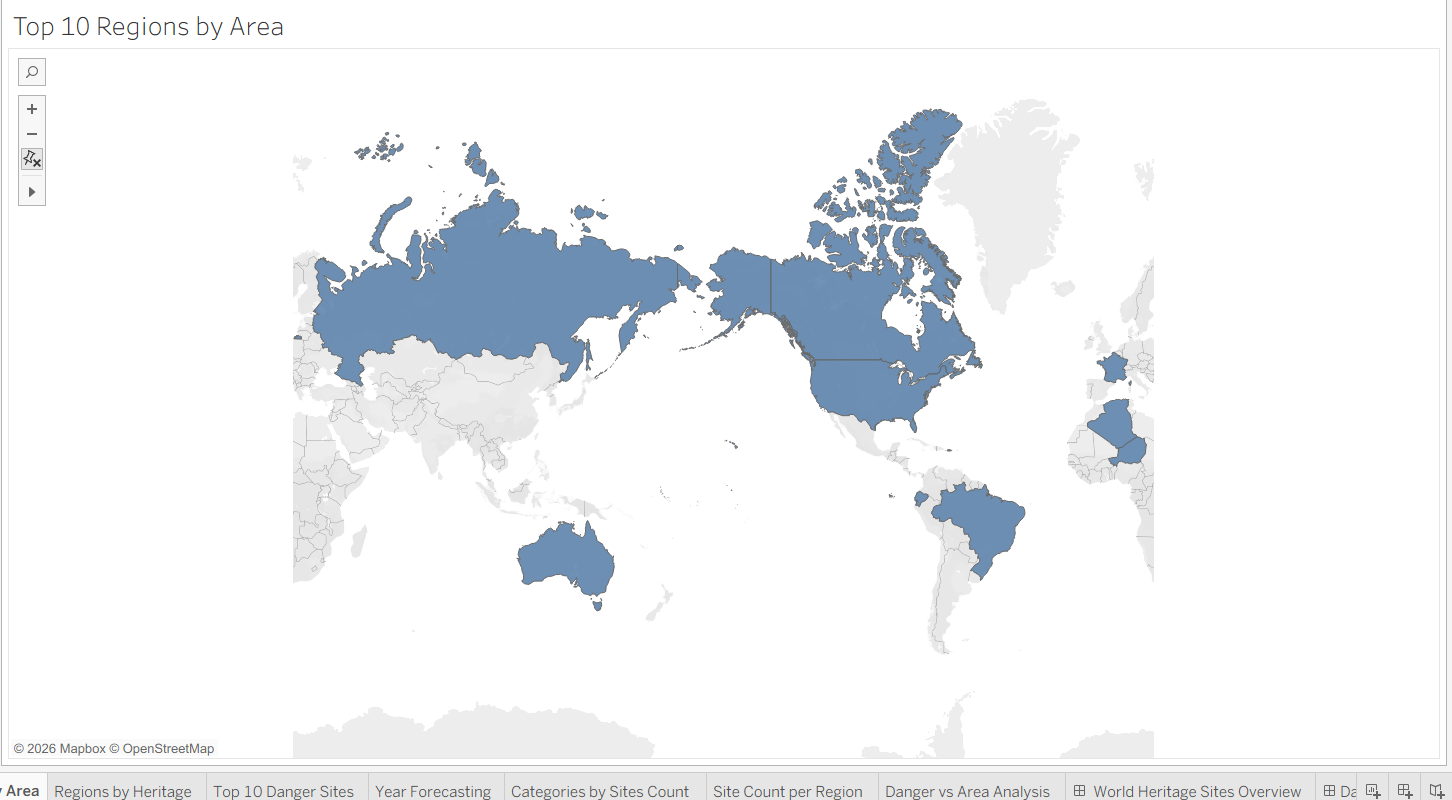 Top 10 Regions by Area
© 2026 Mapbox © OpenStreetMap
Area Regions by Heritage Top 10 Danger Sites Year Forecasting Categories by Sites Count Site Count per Region Danger vs Area Analysis World Heritage Sites Overview